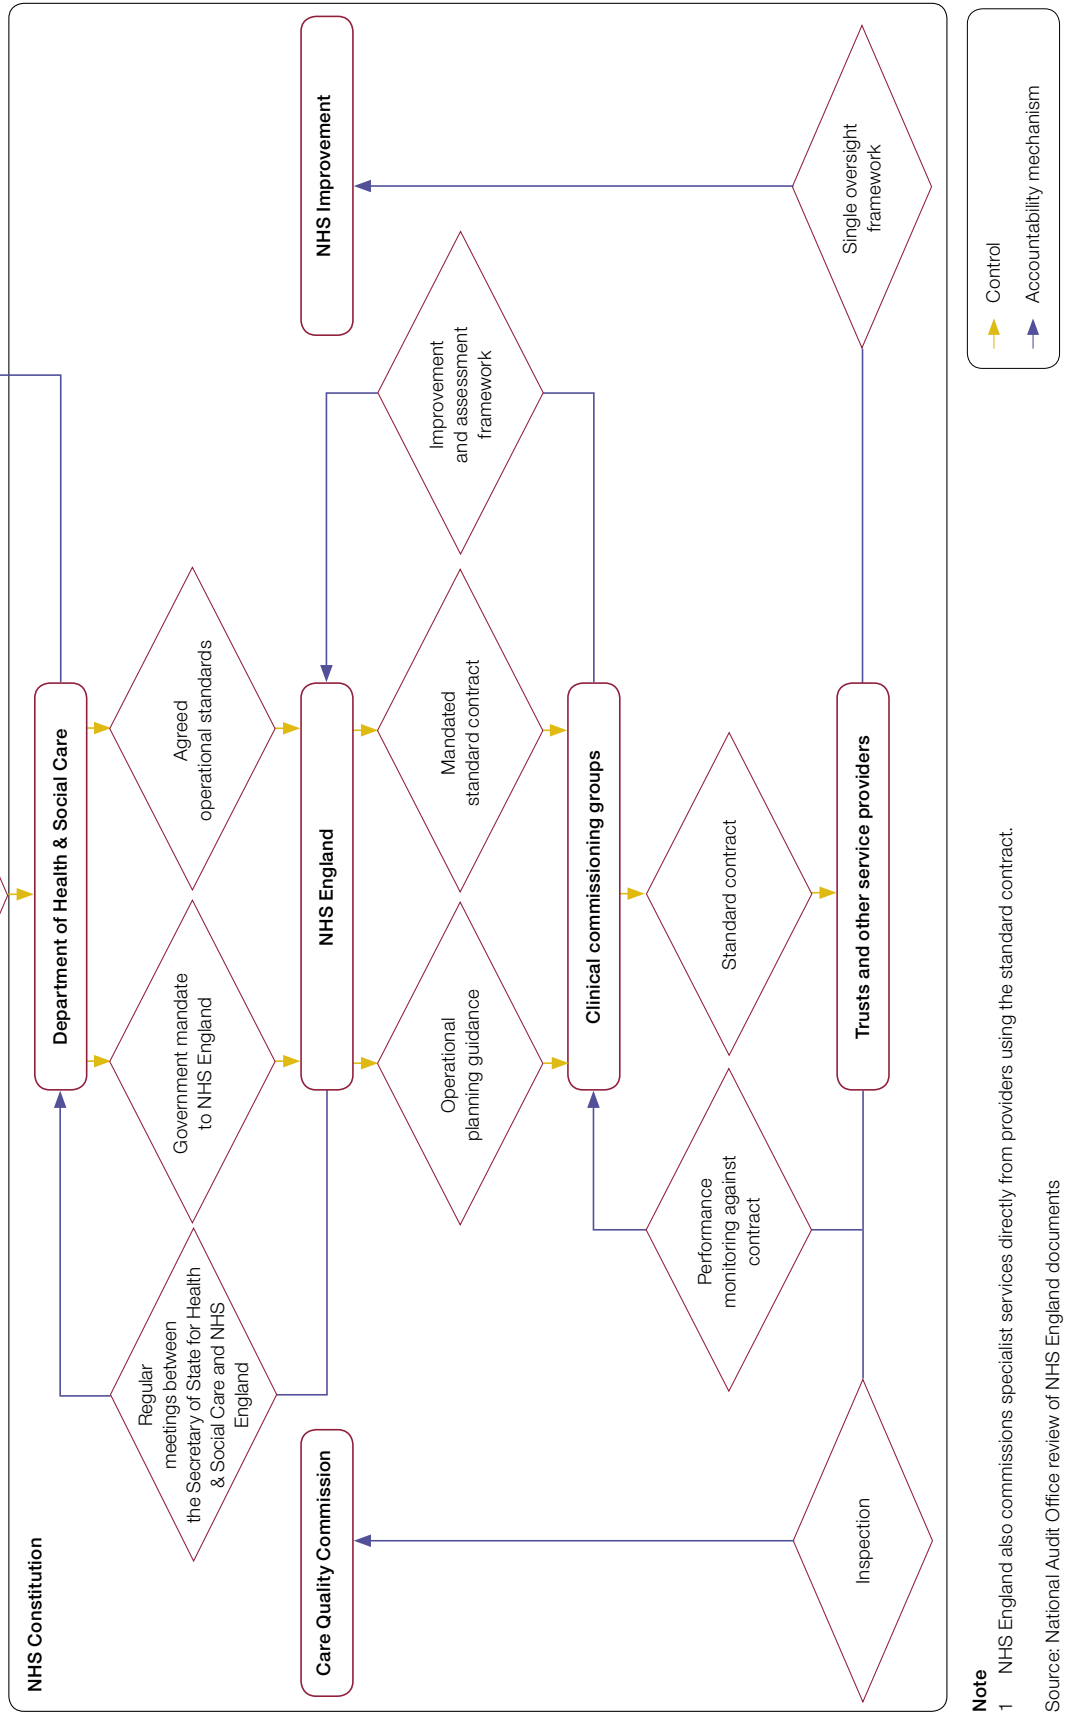 NHS Constitution
Department of Health & Social Care
Regular
meetings between
the Secretary of State for Health
& Social Care and NHS
England
Government mandate
to NHS England
Agreed
operational standards
Care Quality Commission
NHS England
NHS Improvement
Operational
planning guidance
Mandated
standard contract
Improvement
and assessment
framework
Clinical commissioning groups
Performance
monitoring against
contract
Standard contract
Inspection
Trusts and other service providers
Single oversight
framework
Control
Accountability mechanism
Note
1 NHS England also commissions specialist services directly from providers using the standard contract.
Source: National Audit Office review of NHS England documents